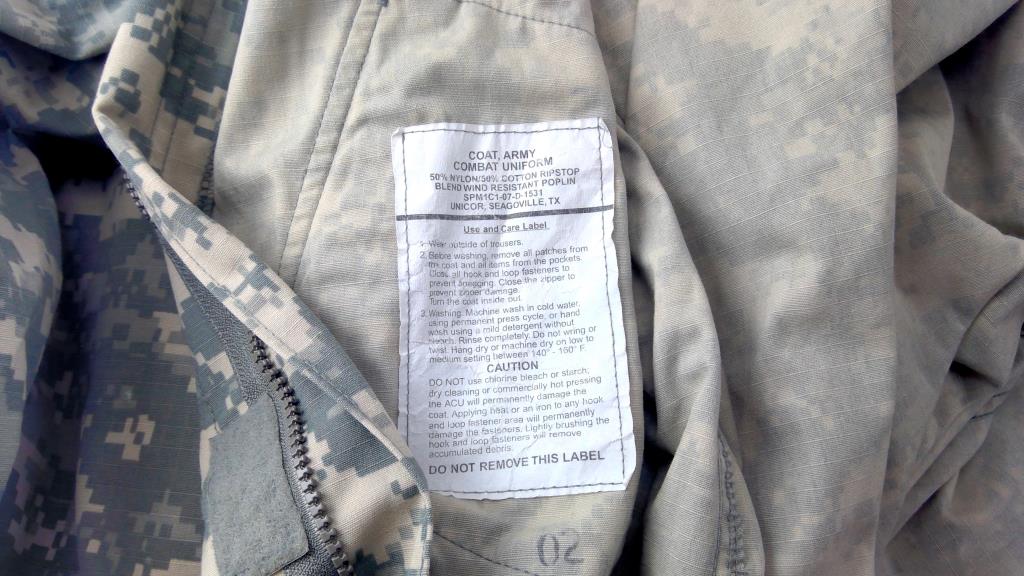 COAT, ARMY
COMBAT UNIFORM
50% NYLON/50% COTTON RIPSTOP
BLEND WIND RESISTANT POPLIN
SPM1C1-07-D-1531
UNICOR, SEAGOVILLE, TX
Use and Care Label
1. Wear outside of trousers.
2. Before washing, remove all patches from
the coat and all items from the pockets.
Close all hook and loop fasteners to
prevent snagging. Close the zipper to
prevent zipper damage.
Turn the coat inside out.
3. Washing: Machine wash in cold water,
using permanent press cycle, or hand
wash using a mild detergent without
bleach. Rinse completely. Do not wring or
twist. Hang dry or machine dry on low to
medium setting between 140° - 160° F
CAUTION
DO NOT use chlorine bleach or starch;
dry cleaning or commercially hot pressing
the ACU will permanently damage the
coat. Applying heat or an iron to any hook
and loop fastener area will permanently
damage the fasteners. Lightly brushing the
hook and loop fasteners will remove
accumulated debris.
DO NOT REMOVE THIS LABEL